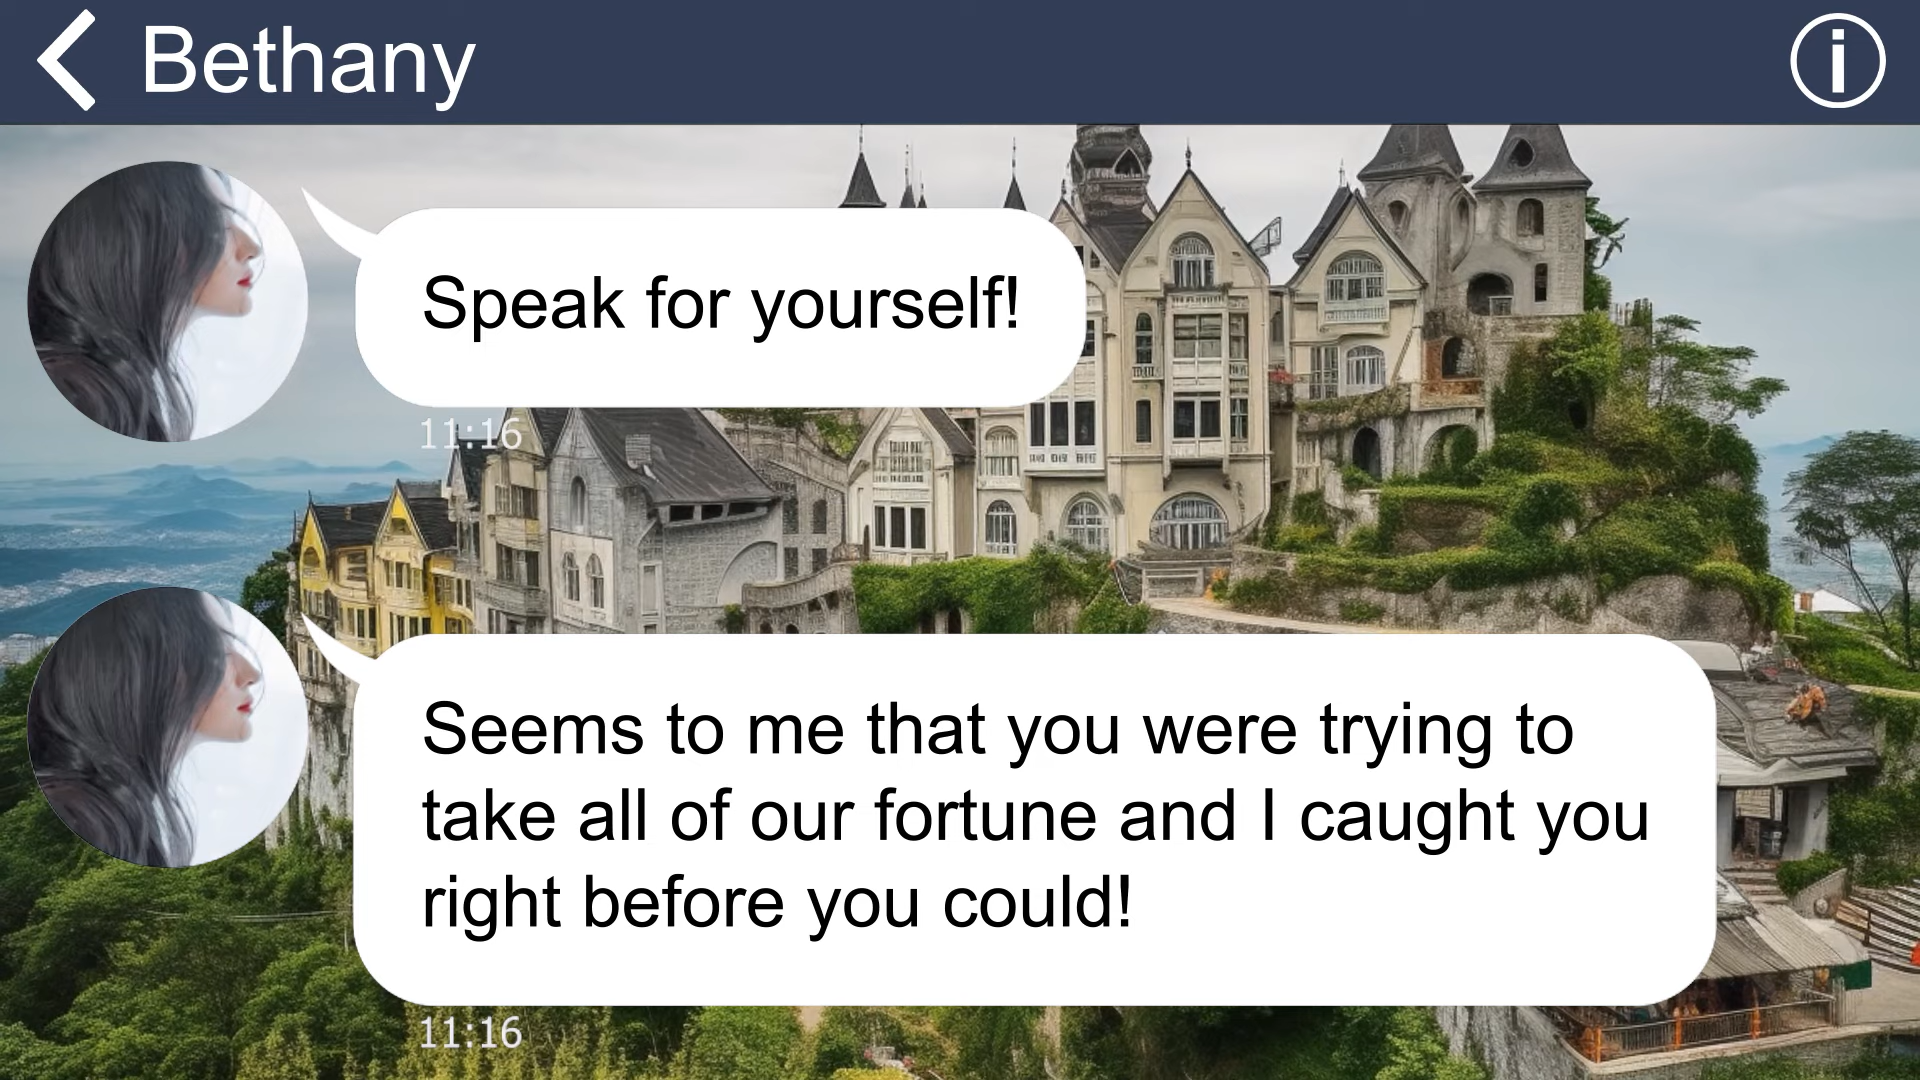 Bethany
Speak for yourself!
11:16
Seems to me that you were trying to
take all of our fortune and I caught you
right before you could!
11:16